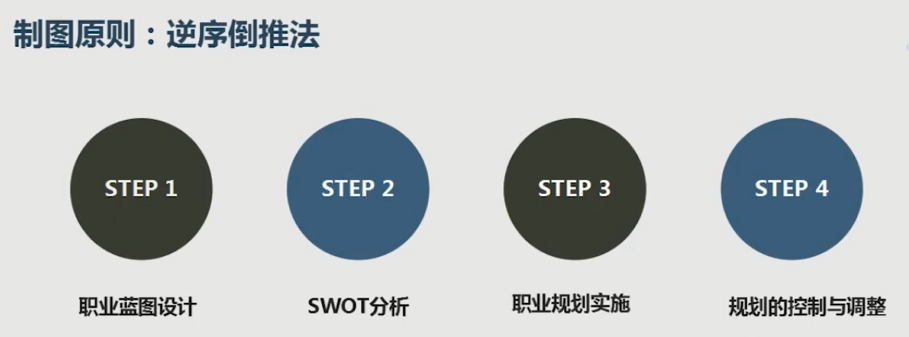 制图原则：逆序倒推法
STEP 1
STEP 2
STEP 3
STEP 4
职业蓝图设计
SWOT分析
职业规划实施
规划的控制与调整